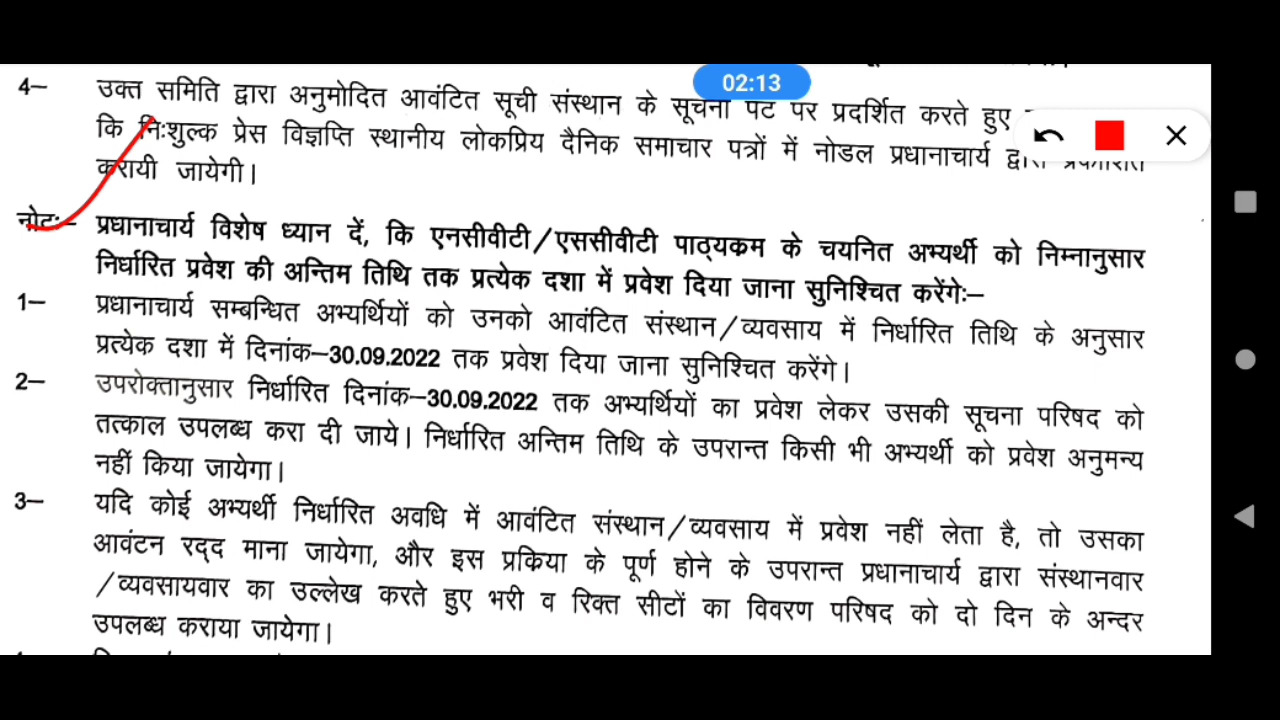 02:13
4– उक्त समिति द्वारा अनुमोदित आवंटित सूची संस्थान के सूचना पट पर प्रदर्शित करते हुए
कि निःशुल्क प्रेस विज्ञप्ति स्थानीय लोकप्रिय दैनिक समाचार पत्रों में नोडल प्रधानाचार्य द्वारा प्रकाशित
करायी जायेगी।
नोटः– प्रधानाचार्य विशेष ध्यान दें, कि एनसीवीटी/एससीवीटी पाठ्यकम के चयनित अभ्यर्थी को निम्नानुसार
निर्धारित प्रवेश की अन्तिम तिथि तक प्रत्येक दशा में प्रवेश दिया जाना सुनिश्चित करेंगेः–
1– प्रधानाचार्य सम्बन्धित अभ्यर्थियों को उनको आवंटित संस्थान/व्यवसाय में निर्धारित तिथि के अनुसार
प्रत्येक दशा में दिनांक–30.09.2022 तक प्रवेश दिया जाना सुनिश्चित करेंगे।
2– उपरोक्तानुसार निर्धारित दिनांक–30.09.2022 तक अभ्यर्थियों का प्रवेश लेकर उसकी सूचना परिषद को
तत्काल उपलब्ध करा दी जाये। निर्धारित अन्तिम तिथि के उपरान्त किसी भी अभ्यर्थी को प्रवेश अनुमन्य
नहीं किया जायेगा।
3– यदि कोई अभ्यर्थी निर्धारित अवधि में आवंटित संस्थान/व्यवसाय में प्रवेश नहीं लेता है, तो उसका
आवंटन रद्द माना जायेगा, और इस प्रकिया के पूर्ण होने के उपरान्त प्रधानाचार्य द्वारा संस्थानवार
/व्यवसायवार का उल्लेख करते हुए भरी व रिक्त सीटों का विवरण परिषद को दो दिन के अन्दर
उपलब्ध कराया जायेगा।